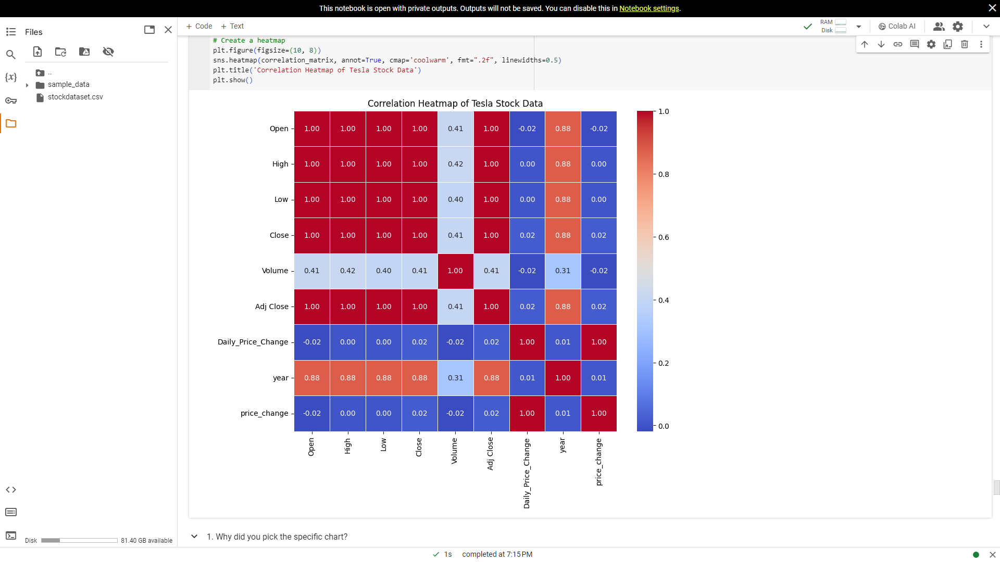 This notebook is open with private outputs. Outputs will not be saved. You can disable this in Notebook settings.
Files
+ Code + Text
RAM
Disk
Colab AI
..
sample_data
stockdataset.csv
{x}
# Create a heatmap
plt.figure(figsize=(10, 8))
sns.heatmap(correlation_matrix, annot=True, cmap='coolwarm', fmt=".2f", linewidths=0.5)
plt.title('Correlation Heatmap of Tesla Stock Data')
plt.show()
Correlation Heatmap of Tesla Stock Data
Open 1.00 1.00 1.00 1.00 0.41 1.00 -0.02 0.88 -0.02
High 1.00 1.00 1.00 1.00 0.42 1.00 0.00 0.88 0.00
Low 1.00 1.00 1.00 1.00 0.40 1.00 0.00 0.88 0.00
Close 1.00 1.00 1.00 1.00 0.41 1.00 0.02 0.88 0.02
Volume 0.41 0.42 0.40 0.41 1.00 0.41 -0.02 0.31 -0.02
Adj Close 1.00 1.00 1.00 1.00 0.41 1.00 0.02 0.88 0.02
Daily_Price_Change -0.02 0.00 0.00 0.02 -0.02 0.02 1.00 0.01 1.00
year 0.88 0.88 0.88 0.88 0.31 0.88 0.01 1.00 0.01
price_change -0.02 0.00 0.00 0.02 -0.02 0.02 1.00 0.01 1.00
Open High Low Close Volume Adj Close Daily_Price_Change year price_change
1.0
0.8
0.6
0.4
0.2
0.0
1. Why did you pick the specific chart?
Disk 81.40 GB available
1s completed at 7:15 PM